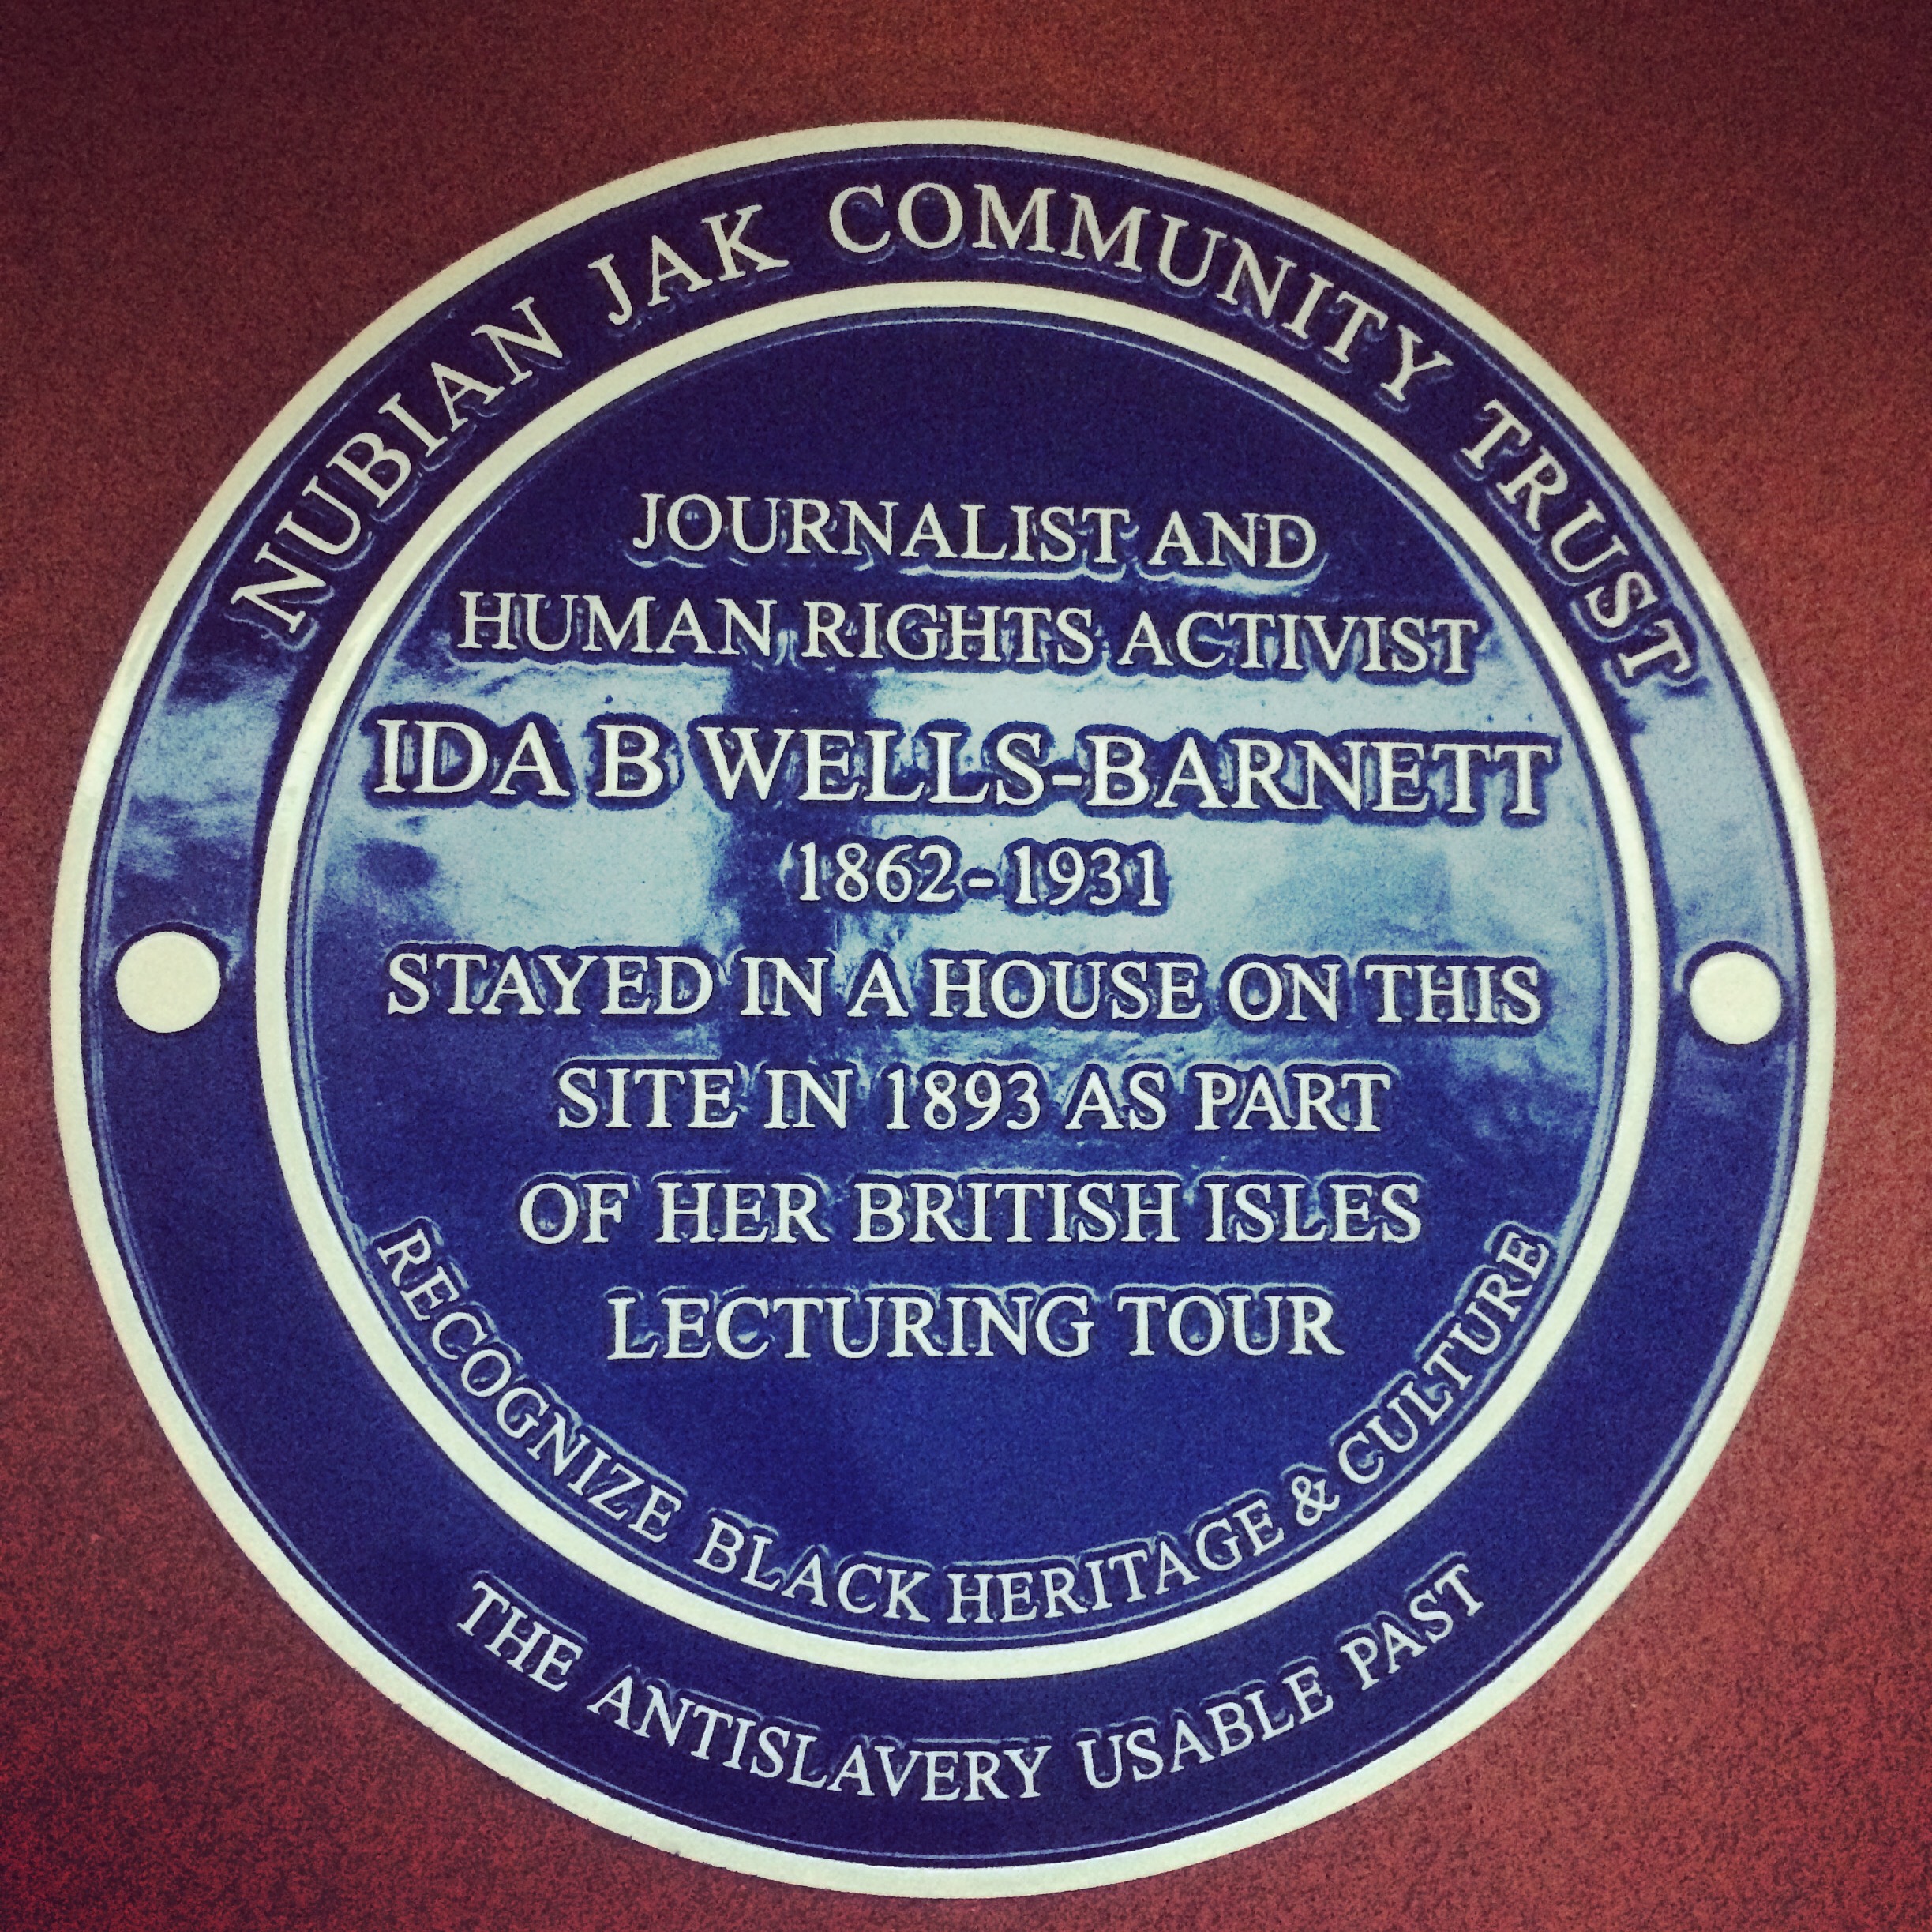 NUBIAN JAK COMMUNITY TRUST
JOURNALIST AND
HUMAN RIGHTS ACTIVIST
IDA B WELLS-BARNETT
1862-1931
STAYED IN A HOUSE ON THIS
SITE IN 1893 AS PART
OF HER BRITISH ISLES
LECTURING TOUR
RECOGNIZE BLACK HERITAGE & CULTURE
THE ANTISLAVERY USABLE PAST